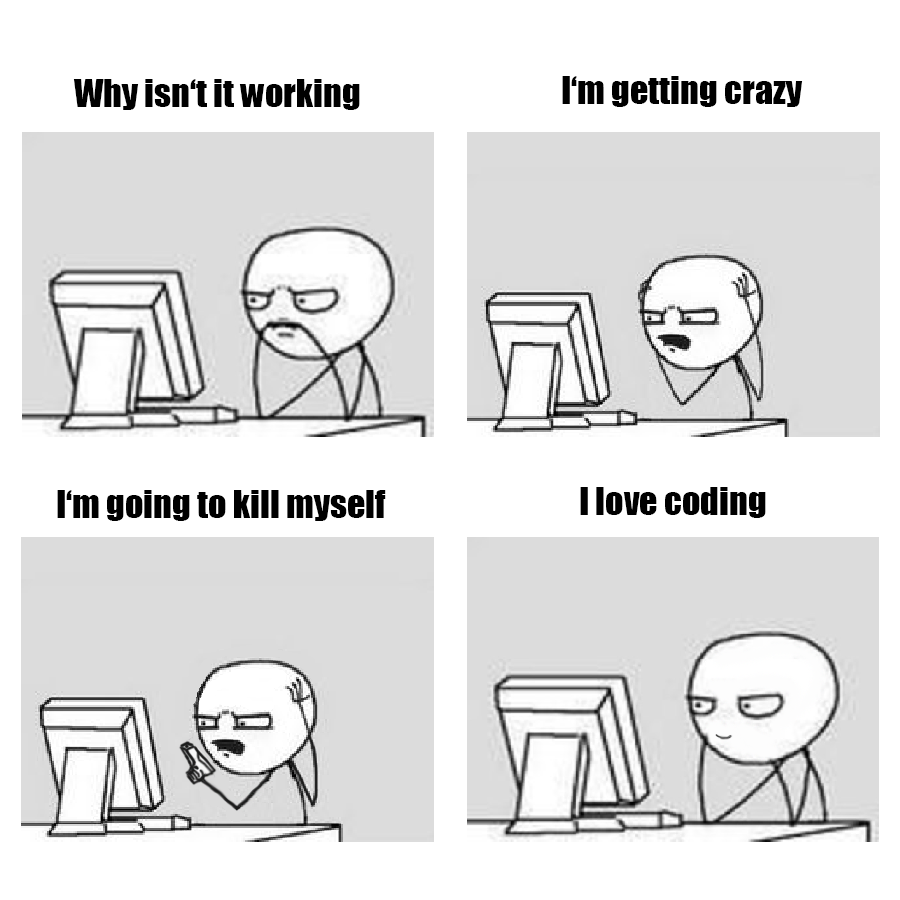 Why isn‘t it working
I‘m getting crazy
I‘m going to kill myself
I love coding